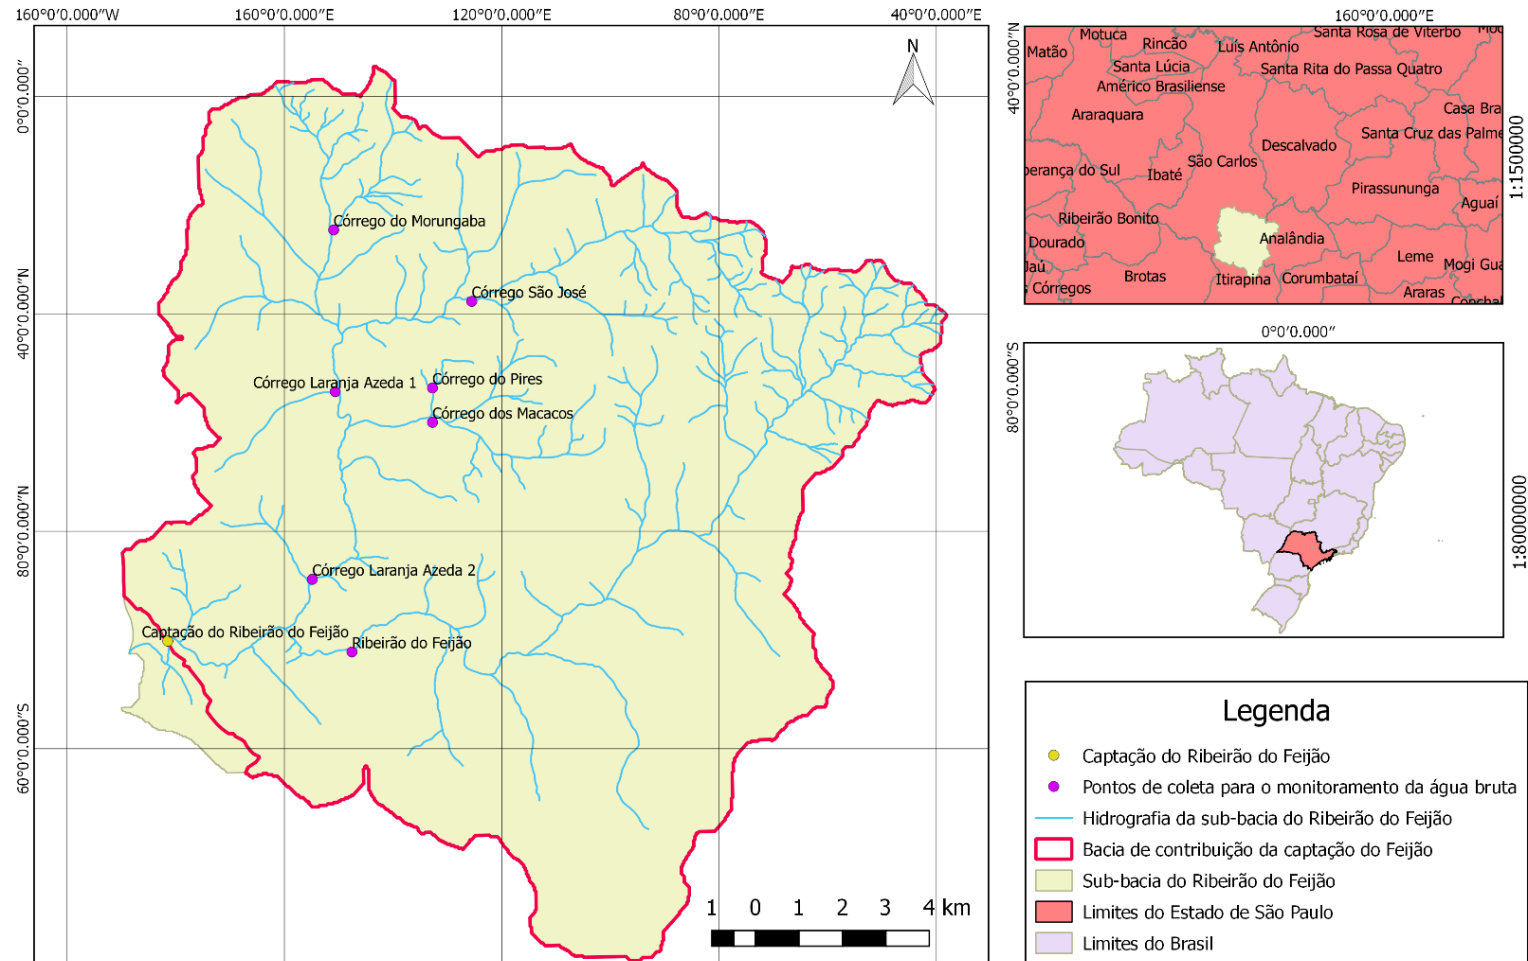 160°0'0.000"W
160°0'0.000"E
120°0'0.000"E
80°0'0.000"E
40°0'0.000"E
0°0'0.000"
40°0'0.000"N
80°0'0.000"N
60°0'0.000"S
N
Córrego do Morungaba
Córrego São José
Córrego Laranja Azeda 1
Córrego do Pires
Córrego dos Macacos
Córrego Laranja Azeda 2
Captação do Ribeirão do Feijão
Ribeirão do Feijão
1 0 1 2 3 4 km
160°0'0.000"E
40°0'0.000"N
1:1500000
Motuca
Santa Rosa de Viterbo
Moc
Matão
Rincão
Luís Antônio
Santa Lúcia
Santa Rita do Passa Quatro
Américo Brasiliense
Araraquara
Casa Bra
Descalvado
Santa Cruz das Palme
São Carlos
perança do Sul
Ibaté
Pirassununga
Aguaí
Ribeirão Bonito
Dourado
Analândia
Leme
Mogi Gua
Jaú
Brotas
Itirapina
Corumbataí
s Córregos
Araras
Conchal
0°0'0.000"
80°0'0.000"S
1:80000000
Legenda
Captação do Ribeirão do Feijão
Pontos de coleta para o monitoramento da água bruta
Hidrografia da sub-bacia do Ribeirão do Feijão
Bacia de contribuição da captação do Feijão
Sub-bacia do Ribeirão do Feijão
Limites do Estado de São Paulo
Limites do Brasil